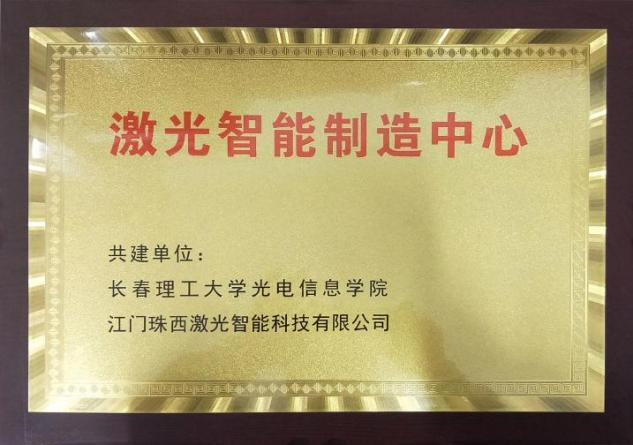 激光智能制造中心
共建单位：
长春理工大学光电信息学院
江门珠西激光智能科技有限公司